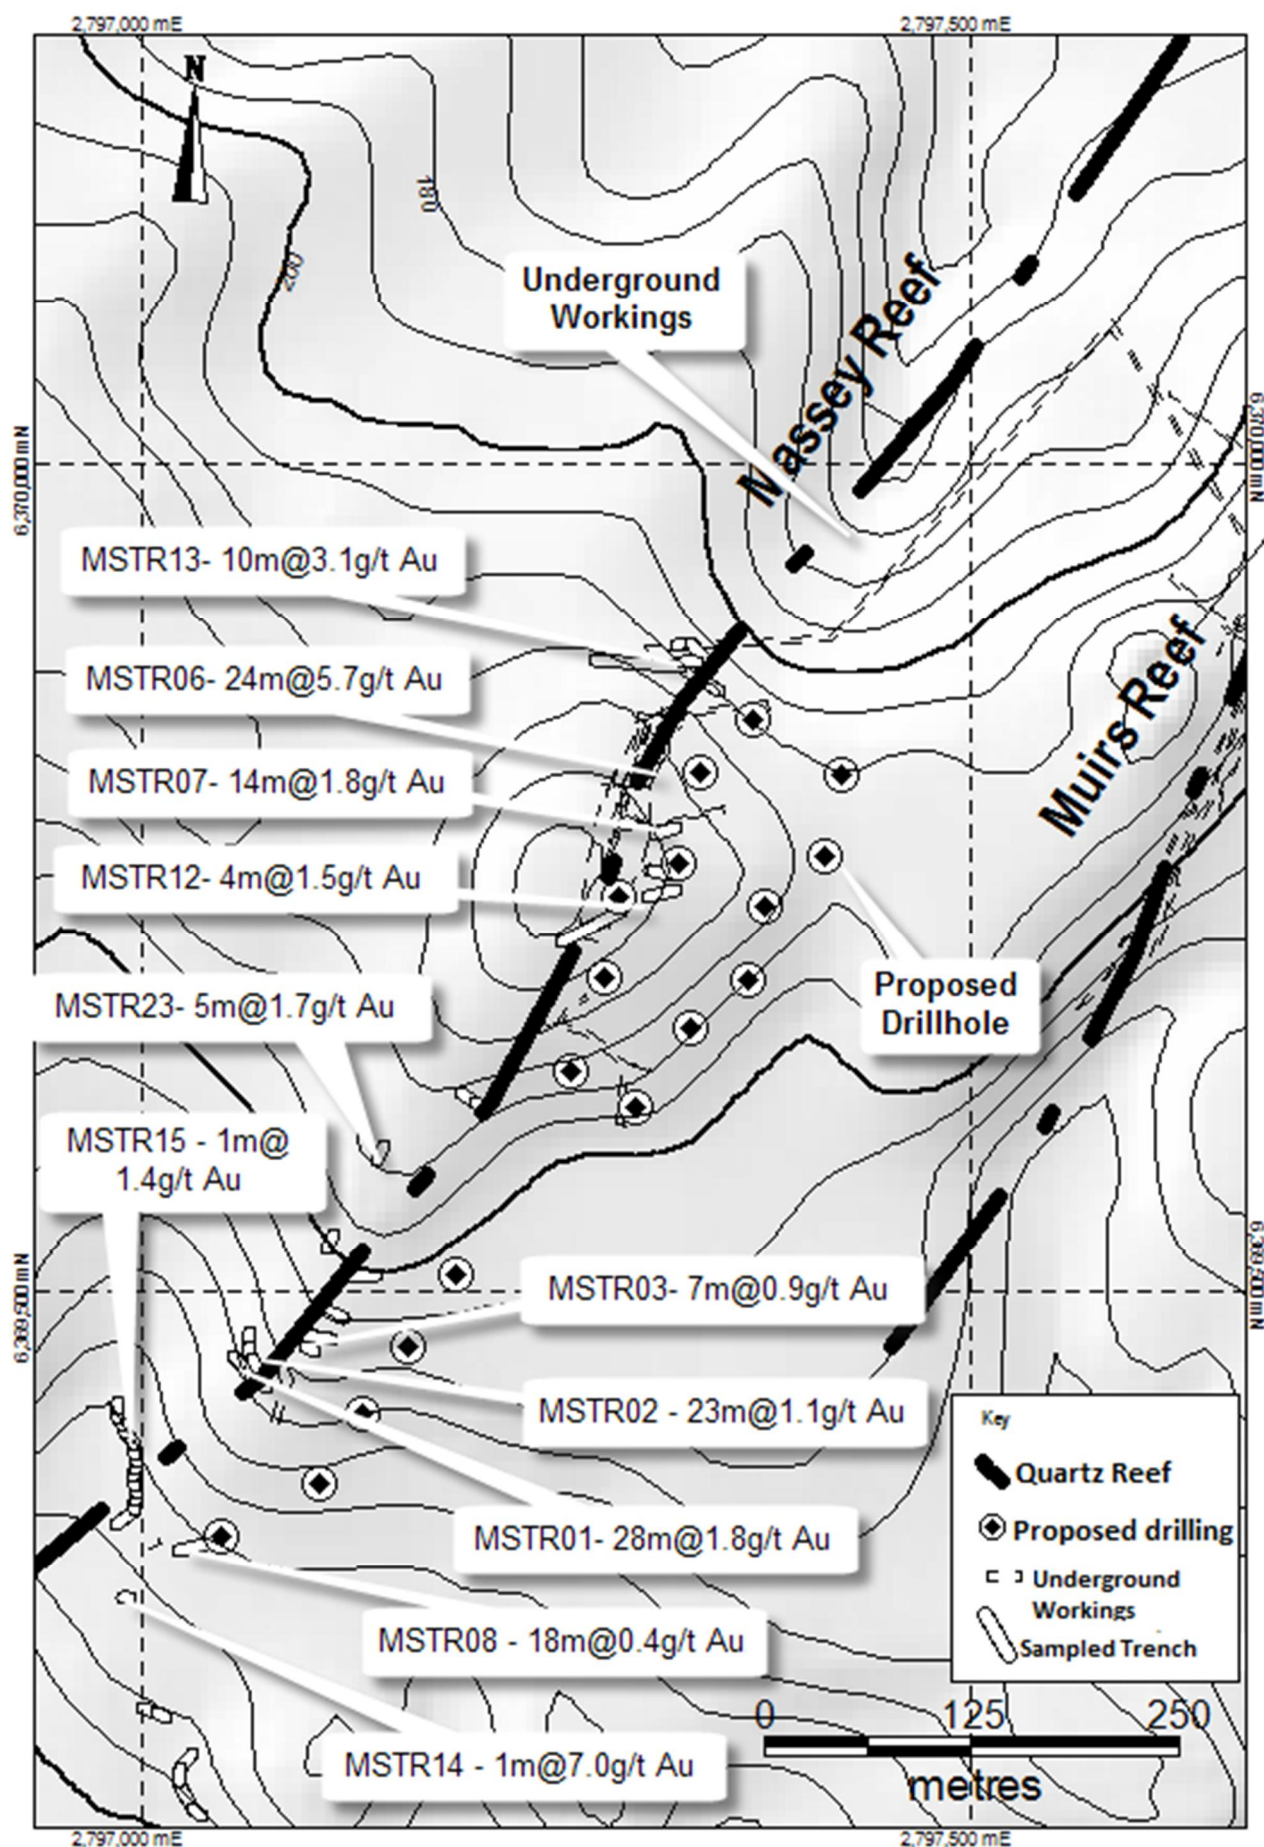 2,797,000 mE
2,797,500 mE
N
180
200
Underground
Workings
Massey Reef
6,370,000 mN
6,370,000 mN
MSTR13- 10m@3.1g/t Au
MSTR06- 24m@5.7g/t Au
Muirs Reef
MSTR07- 14m@1.8g/t Au
MSTR12- 4m@1.5g/t Au
Proposed
Drillhole
MSTR23- 5m@1.7g/t Au
MSTR15 - 1m@
1.4g/t Au
6,369,500 mN
6,369,500 mN
MSTR03- 7m@0.9g/t Au
MSTR02 - 23m@1.1g/t Au
MSTR01- 28m@1.8g/t Au
MSTR08 - 18m@0.4g/t Au
MSTR14 - 1m@7.0g/t Au
Key
Quartz Reef
Proposed drilling
Underground
Workings
Sampled Trench
0 125 250
metres
2,797,000 mE
2,797,500 mE